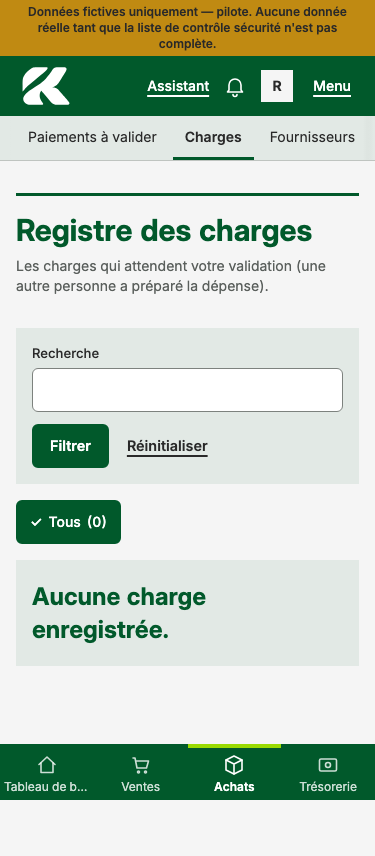 Données fictives uniquement — pilote. Aucune donnée
réelle tant que la liste de contrôle sécurité n'est pas
complète.
Assistant
R
Menu
Paiements à valider
Charges
Fournisseurs
Registre des charges
Les charges qui attendent votre validation (une
autre personne a préparé la dépense).
Recherche
Filtrer
Réinitialiser
✓ Tous (0)
Aucune charge
enregistrée.
Tableau de b...
Ventes
Achats
Trésorerie